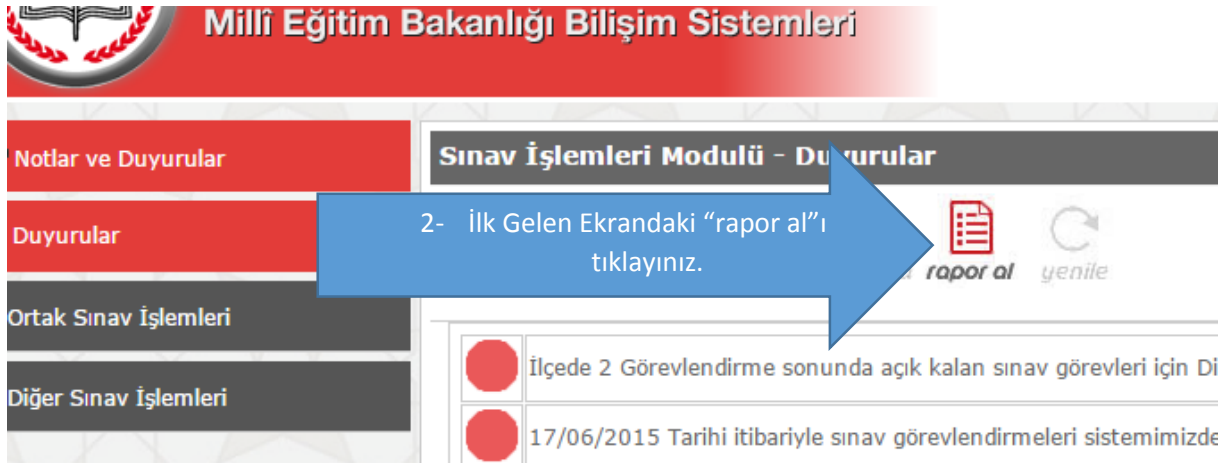 Millî Eğitim Bakanlığı Bilişim Sistemleri
Notlar ve Duyurular
Duyurular
Ortak Sınav İşlemleri
Diğer Sınav İşlemleri
Sınav İşlemleri Modulü - Duyurular
2- İlk Gelen Ekrandaki “rapor al”ı
tıklayınız.
rapor al
yenile
İlçede 2 Görevlendirme sonunda açık kalan sınav görevleri için Di
17/06/2015 Tarihi itibariyle sınav görevlendirmeleri sistemimizde